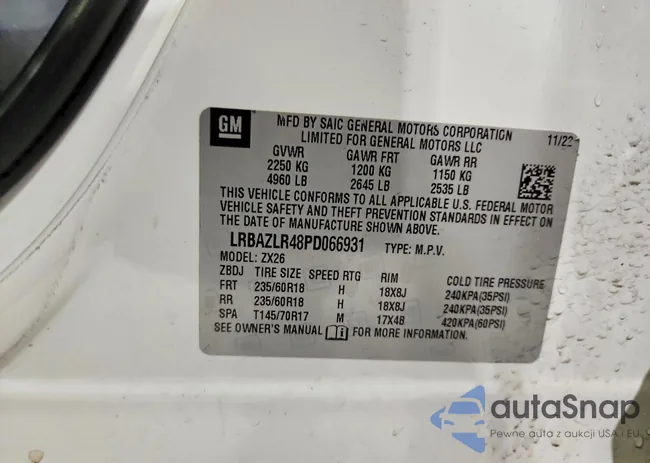 GM
MFD BY SAIC GENERAL MOTORS CORPORATION
LIMITED FOR GENERAL MOTORS LLC
11/22
GVWR GAWR FRT GAWR RR
2250 KG 1200 KG 1150 KG
4960 LB 2645 LB 2535 LB
THIS VEHICLE CONFORMS TO ALL APPLICABLE U.S. FEDERAL MOTOR
VEHICLE SAFETY AND THEFT PREVENTION STANDARDS IN EFFECT ON
THE DATE OF MANUFACTURE SHOWN ABOVE.
LRBAZLR48PD066931 TYPE: M.P.V.
MODEL: ZX26
ZBDJ TIRE SIZE SPEED RTG RIM COLD TIRE PRESSURE
FRT 235/60R18 H 18X8J 240KPA(35PSI)
RR 235/60R18 H 18X8J 240KPA(35PSI)
SPA T145/70R17 M 17X4B 420KPA(60PSI)
SEE OWNER'S MANUAL i FOR MORE INFORMATION.
autaSnap
Pewne auta z aukcji USA i EU